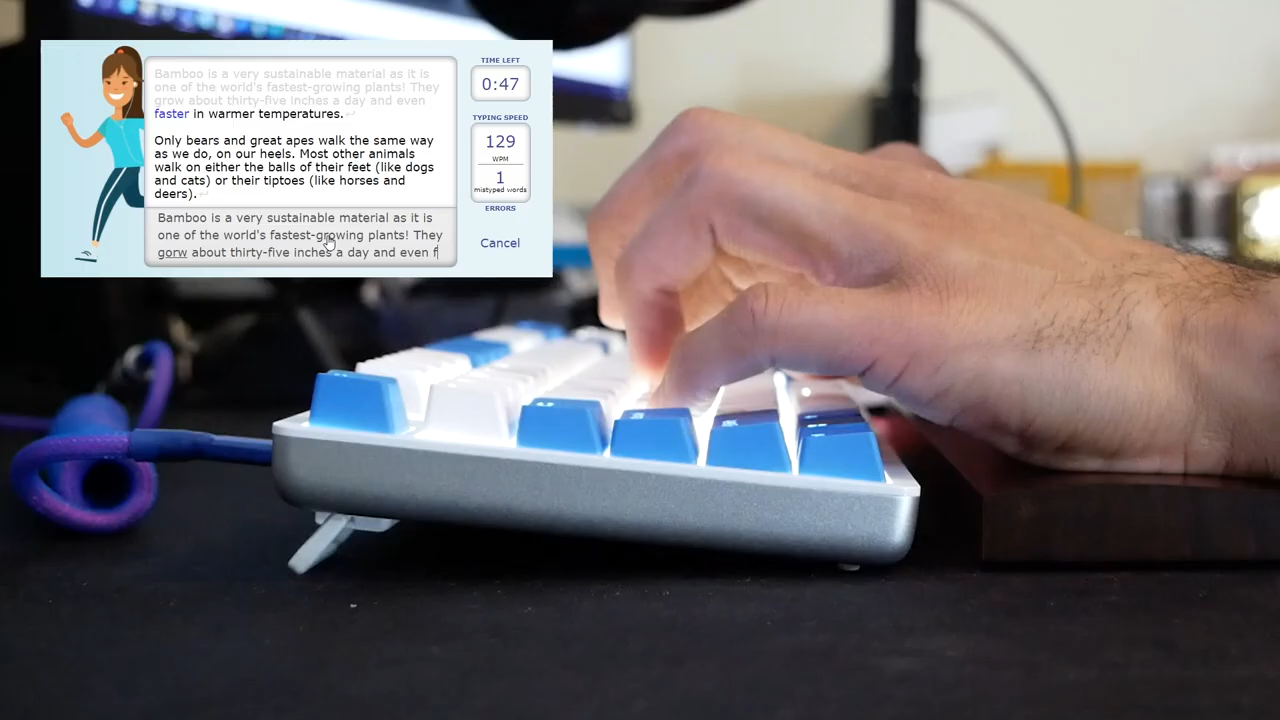 Bamboo is a very sustainable material as it is
one of the world's fastest-growing plants! They
grow about thirty-five inches a day and even
faster in warmer temperatures.
Only bears and great apes walk the same way
as we do, on our heels. Most other animals
walk on either the balls of their feet (like dogs
and cats) or their tiptoes (like horses and
deers).
Bamboo is a very sustainable material as it is
one of the world's fastest-growing plants! They
gorw about thirty-five inches a day and even f
TIME LEFT
0:47
TYPING SPEED
129
WPM
1
mistyped words
ERRORS
Cancel